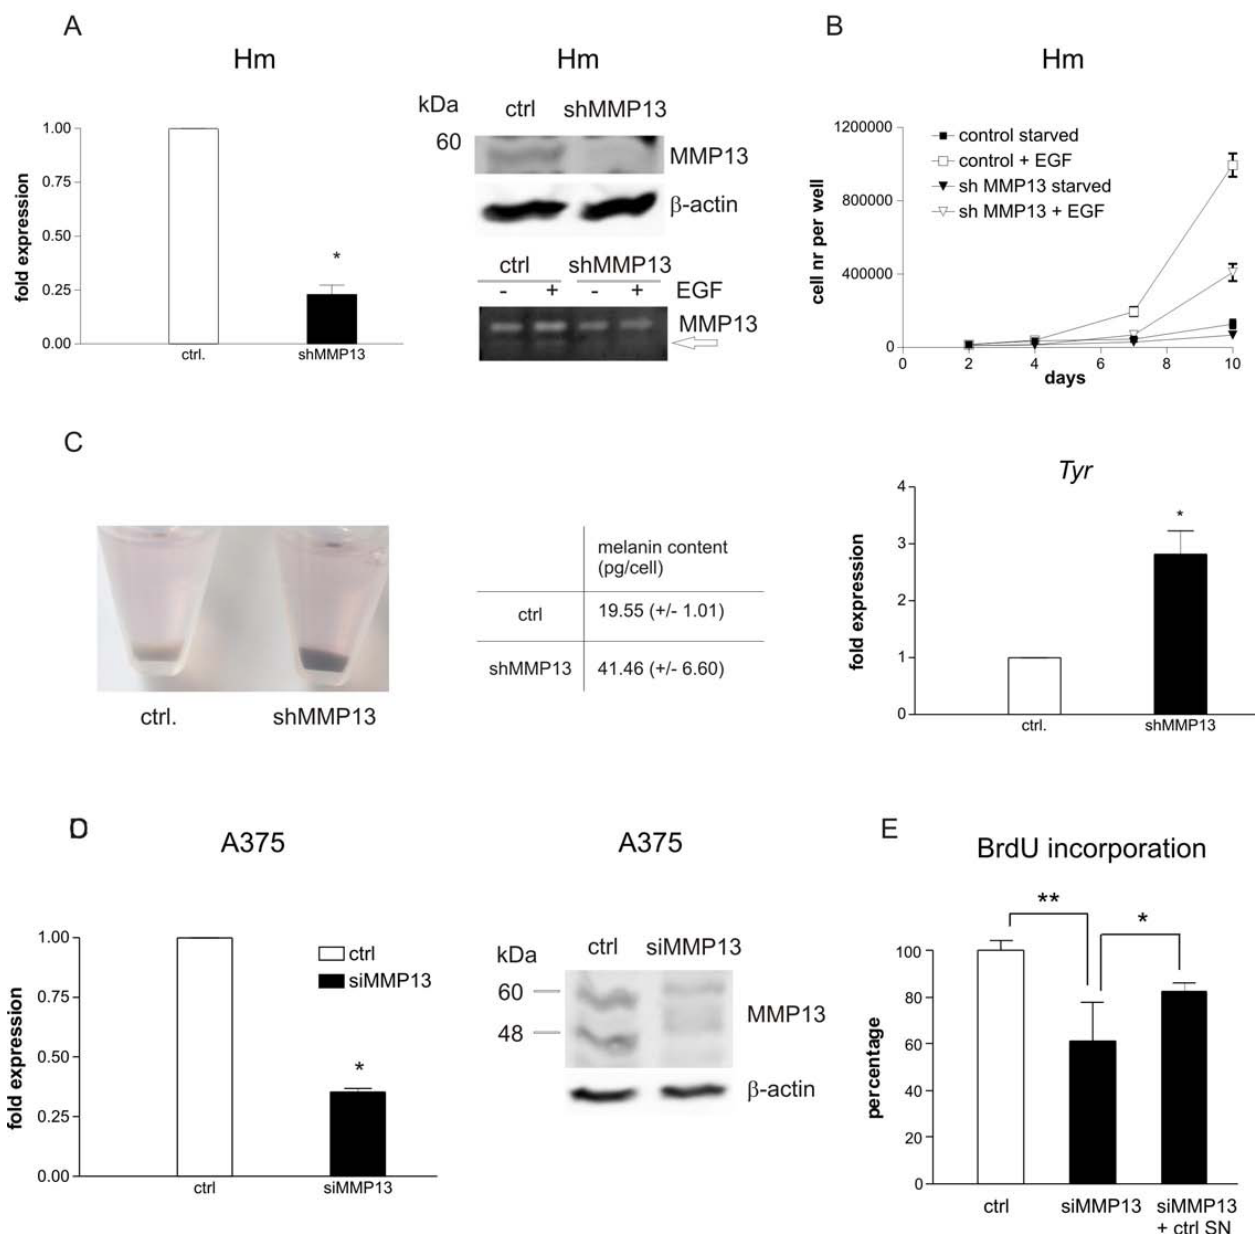 A
Hm
fold expression
1.00
0.75
0.50
0.25
0.00
*
ctrl.
shMMP13
Hm
kDa
ctrl
shMMP13
60
MMP13
β-actin
ctrl
shMMP13
- + - +
EGF
MMP13
B
Hm
cell nr per well
1200000
800000
400000
0
control starved
control + EGF
sh MMP13 starved
sh MMP13 + EGF
0 2 4 6 8 10
days
C
ctrl.
shMMP13
melanin content
(pg/cell)
ctrl 19.55 (+/- 1.01)
shMMP13 41.46 (+/- 6.60)
Tyr
fold expression
4
3
2
1
0
*
ctrl.
shMMP13
D
A375
fold expression
1.00
0.75
0.50
0.25
0.00
ctrl
siMMP13
*
ctrl
siMMP13
A375
kDa
ctrl
siMMP13
60
48
MMP13
β-actin
E
BrdU incorporation
**
*
percentage
100
80
60
40
20
0
ctrl
siMMP13
siMMP13
+ ctrl SN